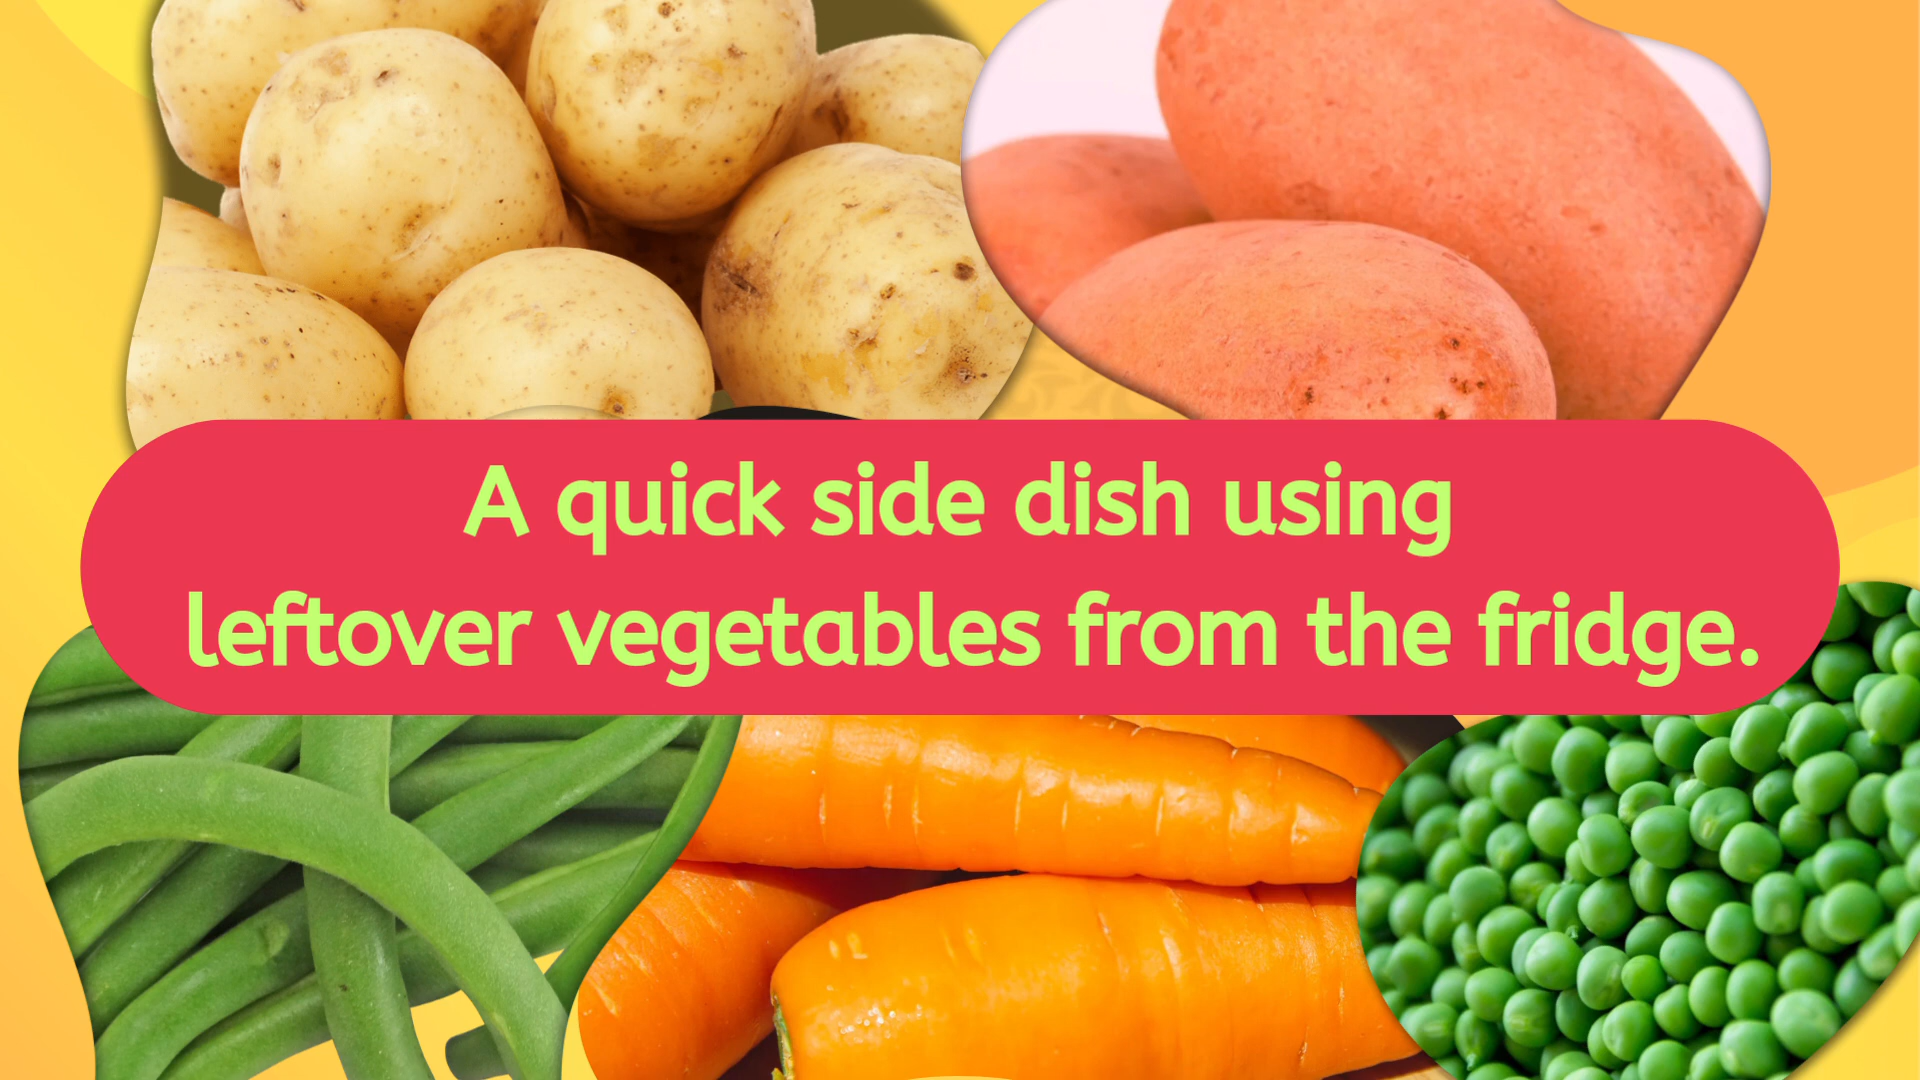 A quick side dish using
leftover vegetables from the fridge.